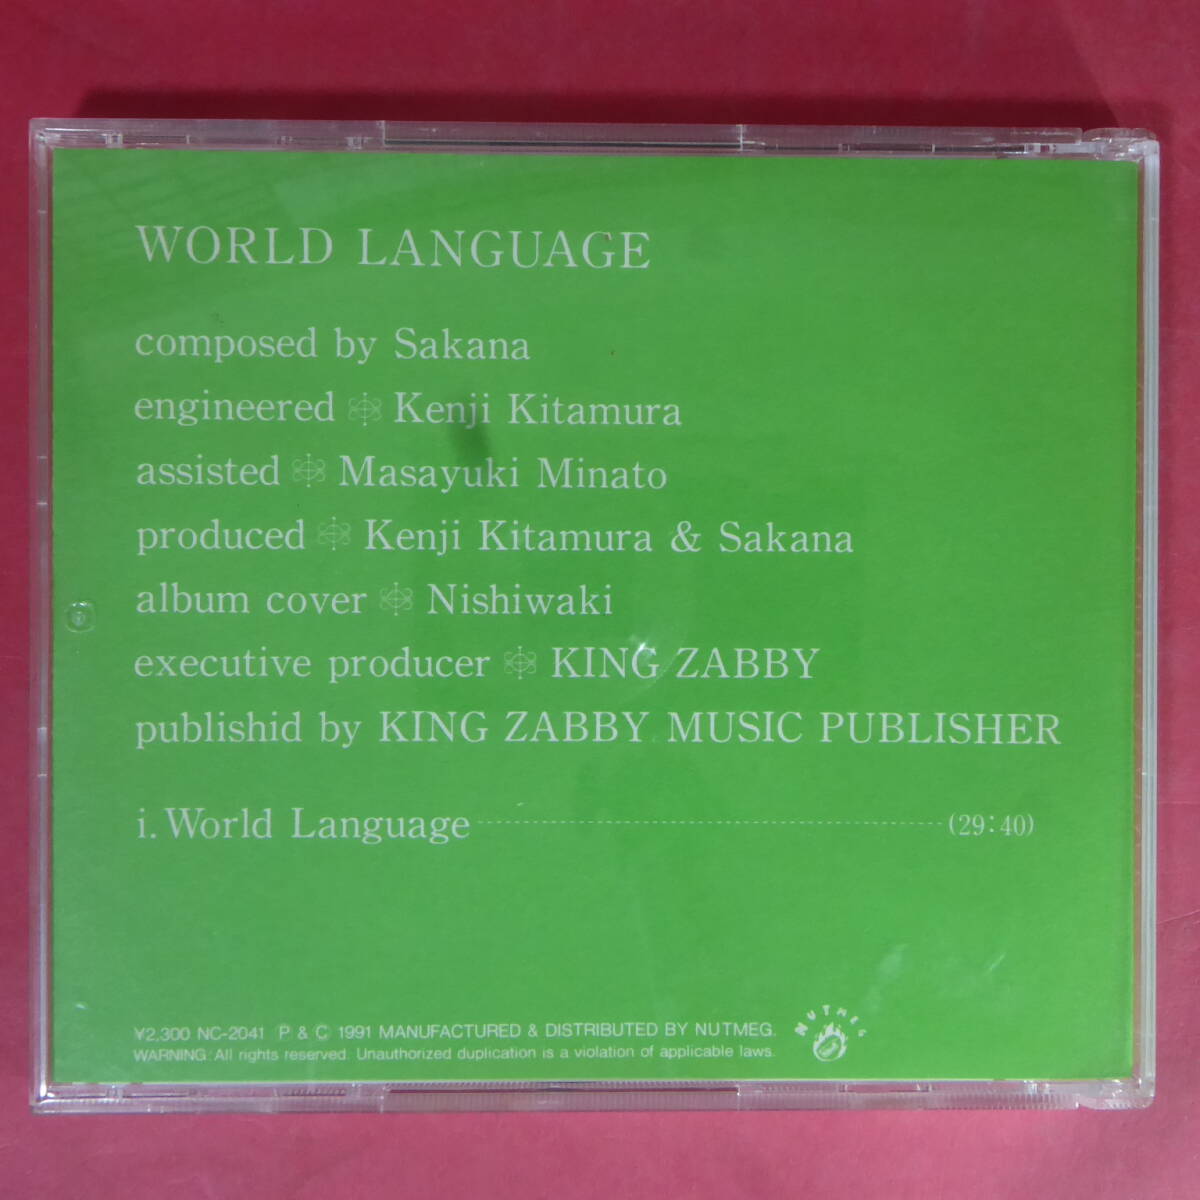 WORLD LANGUAGE
composed by Sakana
engineered Kenji Kitamura
assisted Masayuki Minato
produced Kenji Kitamura & Sakana
album cover Nishiwaki
executive producer KING ZABBY
publishid by KING ZABBY MUSIC PUBLISHER
i. World Language (29:40)
¥2,300 NC-2041 Ⓟ & Ⓒ 1991 MANUFACTURED & DISTRIBUTED BY NUTMEG.
WARNING: All rights reserved. Unauthorized duplication is a violation of applicable laws.
NUTMEG